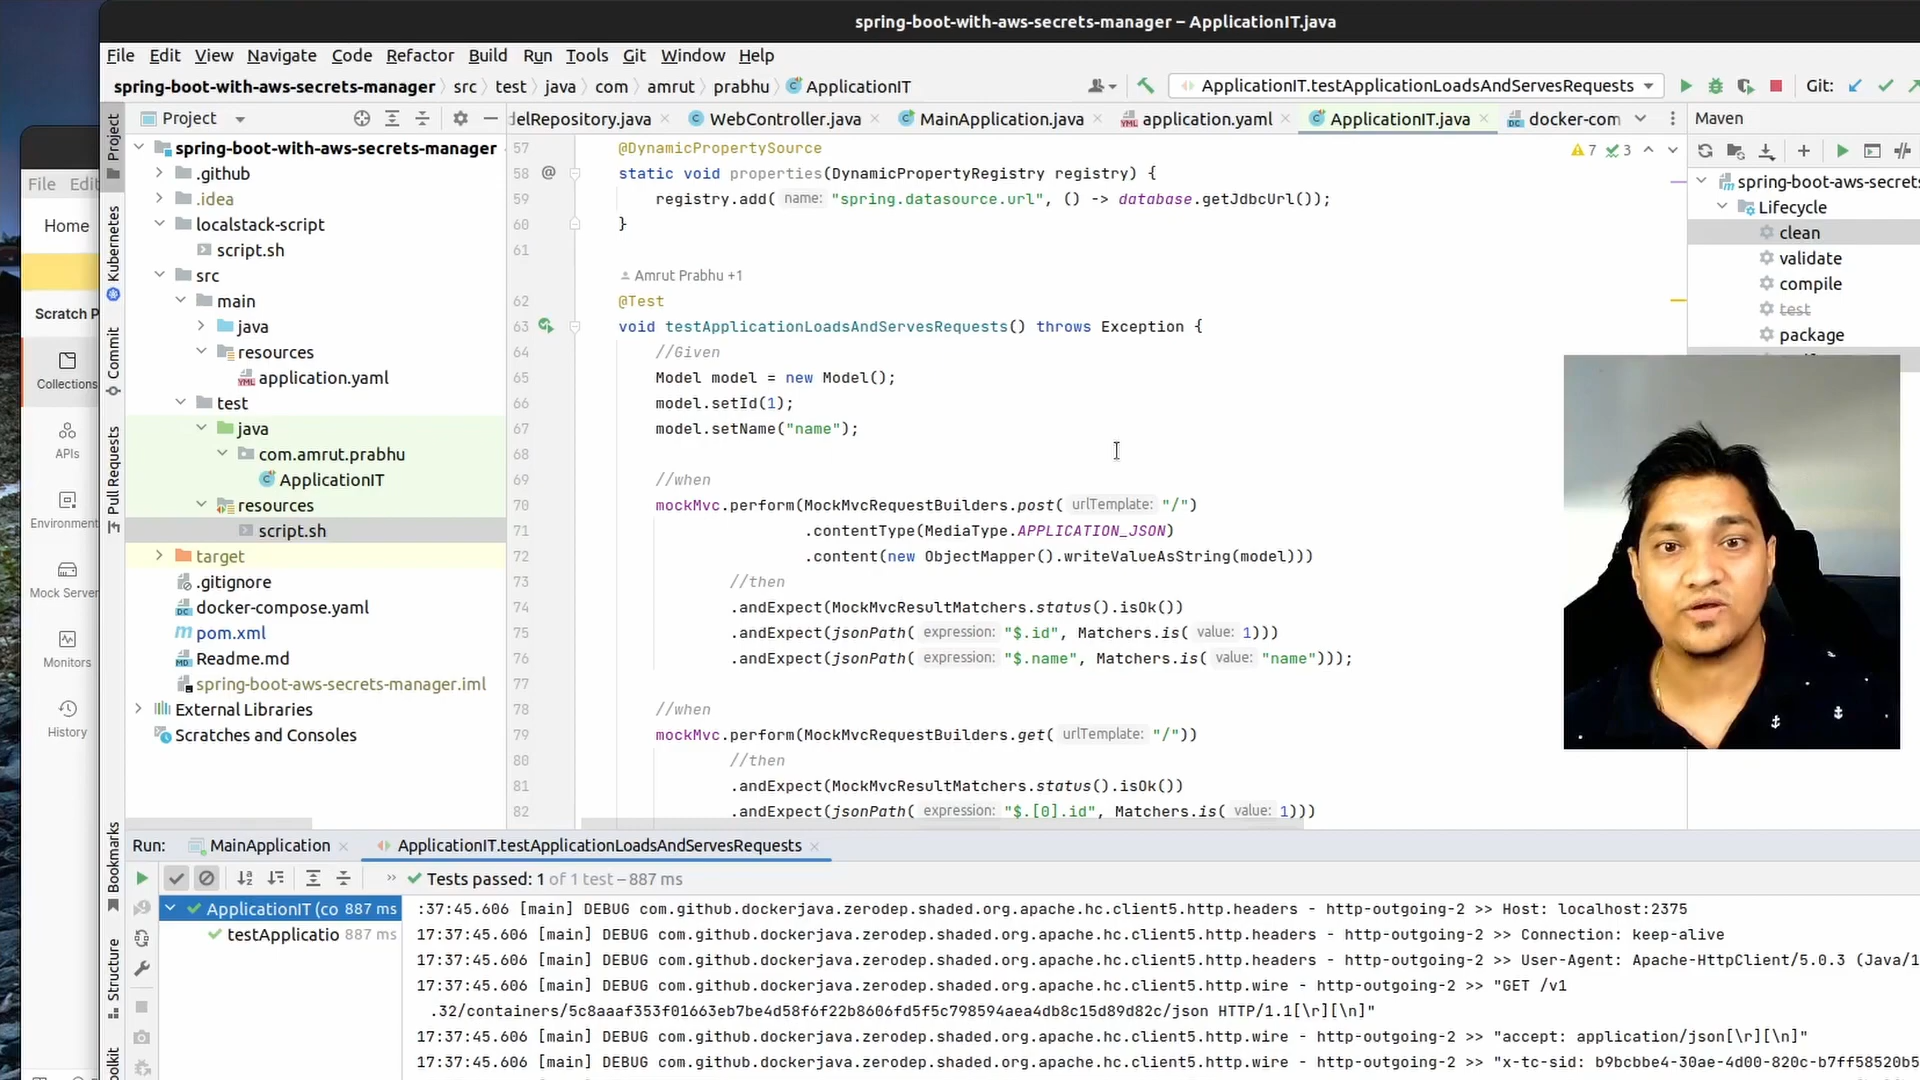 spring-boot-with-aws-secrets-manager – ApplicationIT.java
File Edit View Navigate Code Refactor Build Run Tools Git Window Help
spring-boot-with-aws-secrets-manager › src › test › java › com › amrut › prabhu › ApplicationIT
ApplicationIT.testApplicationLoadsAndServesRequests
Git:
Project
elRepository.java
WebController.java
MainApplication.java
application.yaml
ApplicationIT.java
docker-com
Maven
File
Home
Scratch P
Collections
APIs
Environment
Mock Server
Monitors
History
Project
Kubernetes
Commit
Pull Requests
Bookmarks
Structure
spring-boot-with-aws-secrets-manager
.github
.idea
localstack-script
script.sh
src
main
java
resources
application.yaml
test
java
com.amrut.prabhu
ApplicationIT
resources
script.sh
target
.gitignore
docker-compose.yaml
pom.xml
Readme.md
spring-boot-aws-secrets-manager.iml
External Libraries
Scratches and Consoles
7 3
57 @DynamicPropertySource
58 @ static void properties(DynamicPropertyRegistry registry) {
59 registry.add( name: "spring.datasource.url", () -> database.getJdbcUrl());
60 }
61
Amrut Prabhu +1
62 @Test
63 void testApplicationLoadsAndServesRequests() throws Exception {
64 //Given
65 Model model = new Model();
66 model.setId(1);
67 model.setName("name");
68
69 //when
70 mockMvc.perform(MockMvcRequestBuilders.post( urlTemplate: "/")
71 .contentType(MediaType.APPLICATION_JSON)
72 .content(new ObjectMapper().writeValueAsString(model)))
73 //then
74 .andExpect(MockMvcResultMatchers.status().isOk())
75 .andExpect(jsonPath( expression: "$.id", Matchers.is( value: 1)))
76 .andExpect(jsonPath( expression: "$.name", Matchers.is( value: "name")));
77
78 //when
79 mockMvc.perform(MockMvcRequestBuilders.get( urlTemplate: "/"))
80 //then
81 .andExpect(MockMvcResultMatchers.status().isOk())
82 .andExpect(jsonPath( expression: "$.[0].id", Matchers.is( value: 1)))
spring-boot-aws-secrets
Lifecycle
clean
validate
compile
test
package
Run: MainApplication ApplicationIT.testApplicationLoadsAndServesRequests
Tests passed: 1 of 1 test – 887 ms
ApplicationIT (co 887 ms
testApplicatio 887 ms
:37:45.606 [main] DEBUG com.github.dockerjava.zerodep.shaded.org.apache.hc.client5.http.headers - http-outgoing-2 >> Host: localhost:2375
17:37:45.606 [main] DEBUG com.github.dockerjava.zerodep.shaded.org.apache.hc.client5.http.headers - http-outgoing-2 >> Connection: keep-alive
17:37:45.606 [main] DEBUG com.github.dockerjava.zerodep.shaded.org.apache.hc.client5.http.headers - http-outgoing-2 >> User-Agent: Apache-HttpClient/5.0.3 (Java/1
17:37:45.606 [main] DEBUG com.github.dockerjava.zerodep.shaded.org.apache.hc.client5.http.wire - http-outgoing-2 >> "GET /v1
.32/containers/5c8aaaf353f01663eb7be4d58f6f22b8606fd5f5c798594aea4db8c15d89d82c/json HTTP/1.1[\r][\n]"
17:37:45.606 [main] DEBUG com.github.dockerjava.zerodep.shaded.org.apache.hc.client5.http.wire - http-outgoing-2 >> "accept: application/json[\r][\n]"
17:37:45.606 [main] DEBUG com.github.dockerjava.zerodep.shaded.org.apache.hc.client5.http.wire - http-outgoing-2 >> "x-tc-sid: b9bcbbe4-30ae-4d00-820c-b7ff58520b5